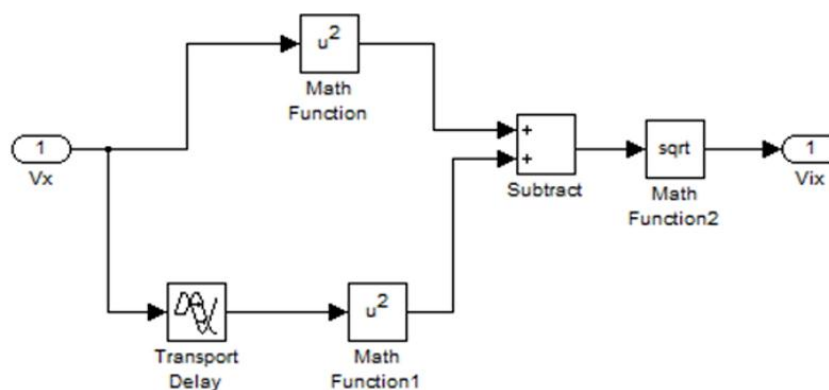 u²
Math
Function
1
Vx
+
+
Subtract
sqrt
Math
Function2
1
Vix
Transport
Delay
u²
Math
Function1